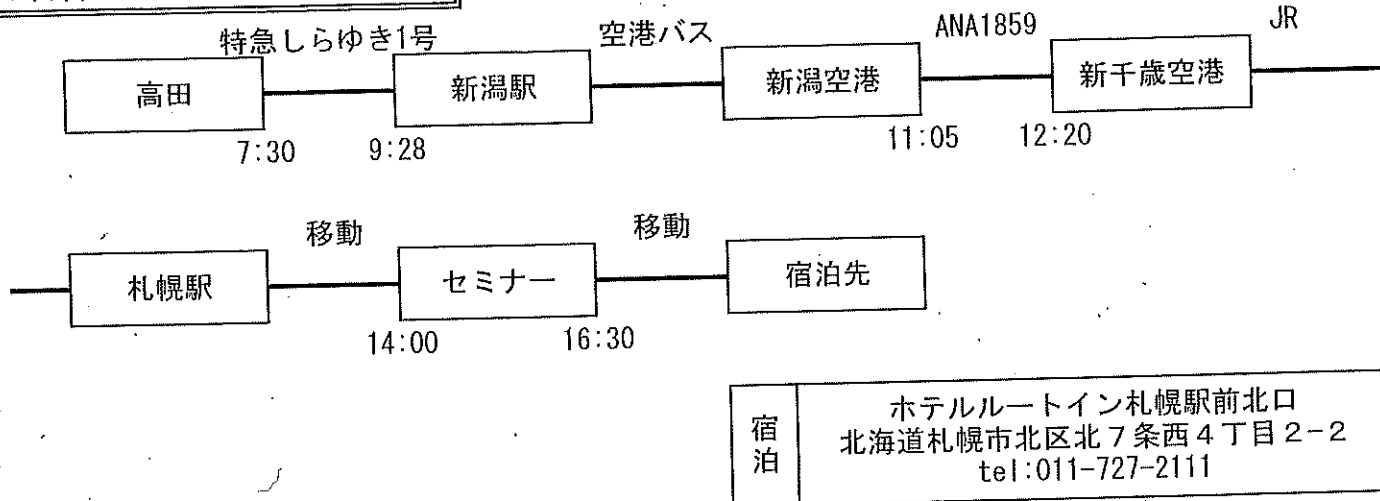 特急しらゆき1号
空港バス
ANA1859
JR
高田
新潟駅
新潟空港
新千歳空港
7:30
9:28
11:05
12:20
移動
移動
札幌駅
セミナー
宿泊先
14:00
16:30
宿泊
ホテルルートイン札幌駅前北口
北海道札幌市北区北7条西4丁目2-2
tel:011-727-2111